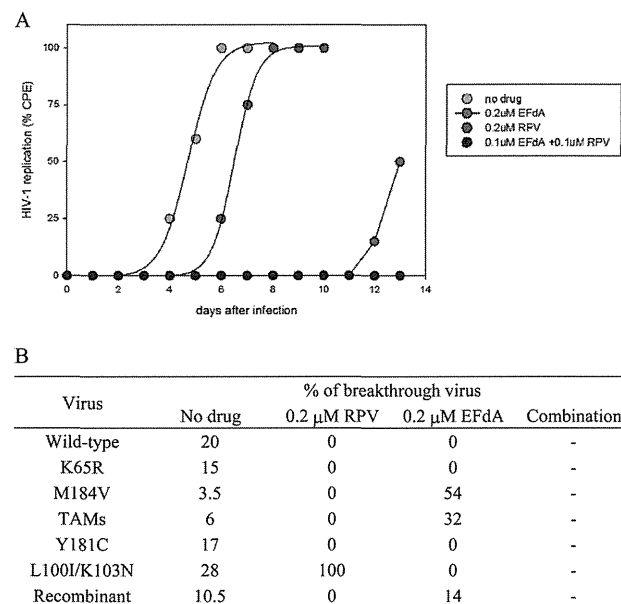 A
HIV-1 replication (% CPE)
100
75
50
25
0
0 2 4 6 8 10 12 14
days after infection
no drug
0.2uM EFdA
0.2uM RPV
0.1uM EFdA +0.1uM RPV
B
Virus % of breakthrough virus
No drug 0.2 μM RPV 0.2 μM EFdA Combination
Wild-type 20 0 0 -
K65R 15 0 0 -
M184V 3.5 0 54 -
TAMs 6 0 32 -
Y181C 17 0 0 -
L100I/K103N 28 100 0 -
Recombinant 10.5 0 14 -